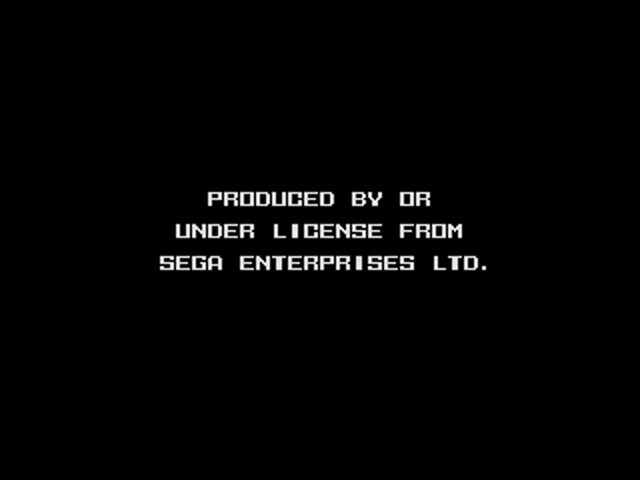 PRODUCED BY OR
UNDER LICENSE FROM
SEGA ENTERPRISES LTD.